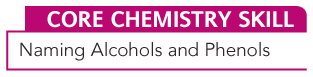 CORE CHEMISTRY SKILL
Naming Alcohols and Phenols